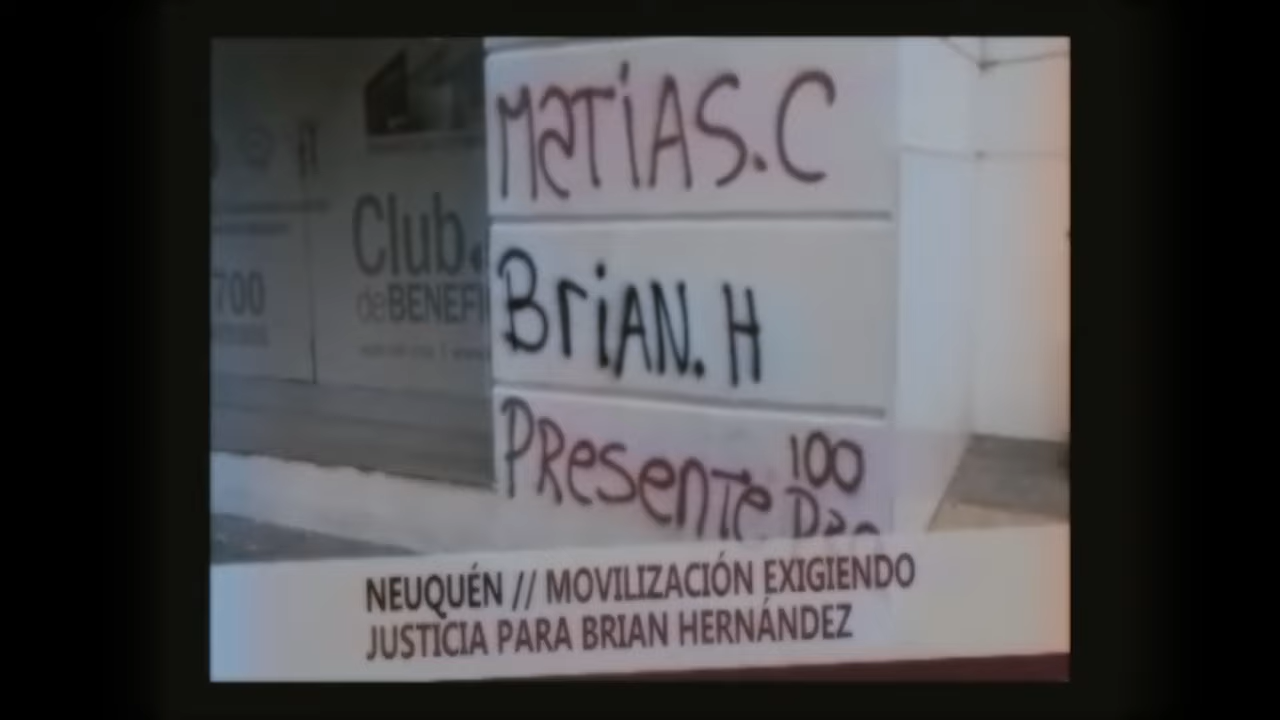 MaTiAS.C
BriAN. H
PResenTe 100
Club
de BENEFI
700
NEUQUÉN // MOVILIZACIÓN EXIGIENDO
JUSTICIA PARA BRIAN HERNÁNDEZ